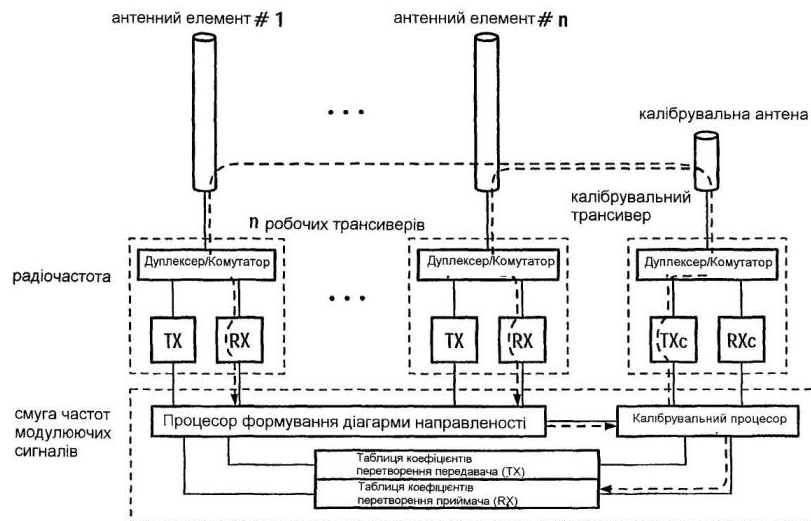 антенний елемент # 1
антенний елемент # n
калібрувальна антена
калібрувальний
трансивер
n робочих трансиверів
радіочастота
Дуплексер/Комутатор
Дуплексер/Комутатор
Дуплексер/Комутатор
TX
RX
TX
RX
TXc
RXc
смуга частот
модулюючих
сигналів
Процесор формування діагарми направленості
Калібрувальний процесор
Таблиця коефіцієнтів
перетворення передавача (TX)
Таблиця коефіцієнтів
перетворення приймача (RX)